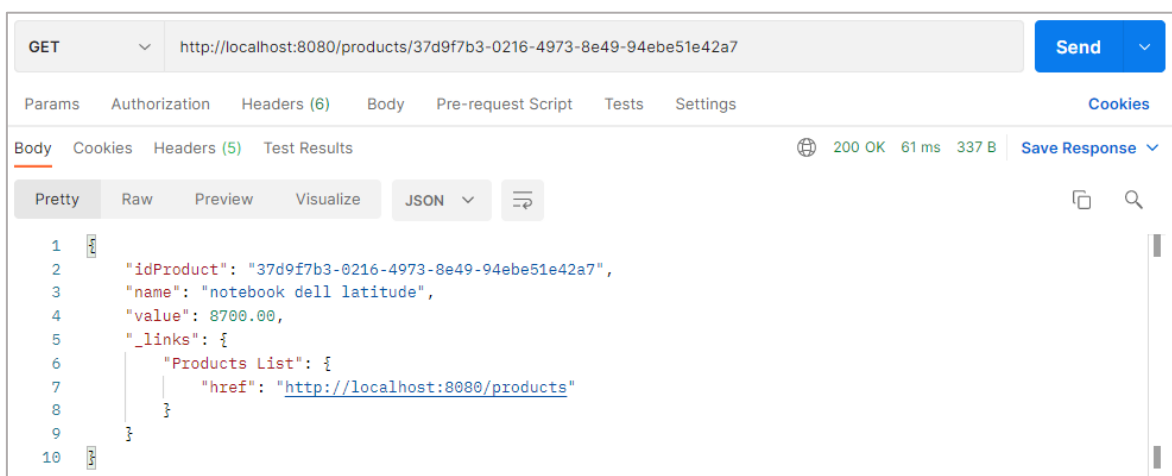 GET http://localhost:8080/products/37d9f7b3-0216-4973-8e49-94ebe51e42a7 Send
Params Authorization Headers (6) Body Pre-request Script Tests Settings Cookies
Body Cookies Headers (5) Test Results 200 OK 61 ms 337 B Save Response
Pretty Raw Preview Visualize JSON
1 {
2 "idProduct": "37d9f7b3-0216-4973-8e49-94ebe51e42a7",
3 "name": "notebook dell latitude",
4 "value": 8700.00,
5 "_links": {
6 "Products List": {
7 "href": "http://localhost:8080/products"
8 }
9 }
10 }